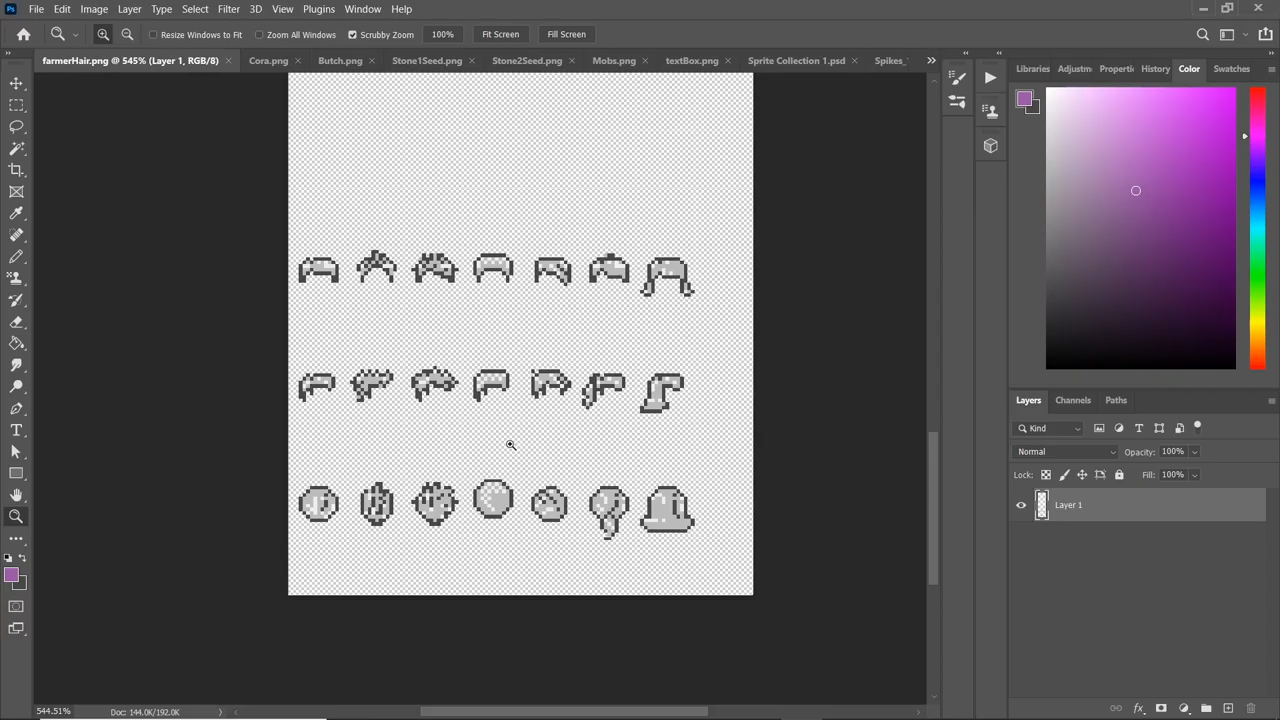 Ps File Edit Image Layer Type Select Filter 3D View Plugins Window Help
Resize Windows to Fit Zoom All Windows Scrubby Zoom 100% Fit Screen Fill Screen
farmerHair.png @ 545% (Layer 1, RGB/8) × Cora.png × Butch.png × Stone1Seed.png × Stone2Seed.png × Mobs.png × textBox.png × Sprite Collection 1.psd × Spikes_
Libraries Adjustm Properti History Color Swatches
Layers Channels Paths
Kind
Normal Opacity: 100%
Lock: Fill: 100%
Layer 1
544.51% Doc: 144.0K/192.0K
fx